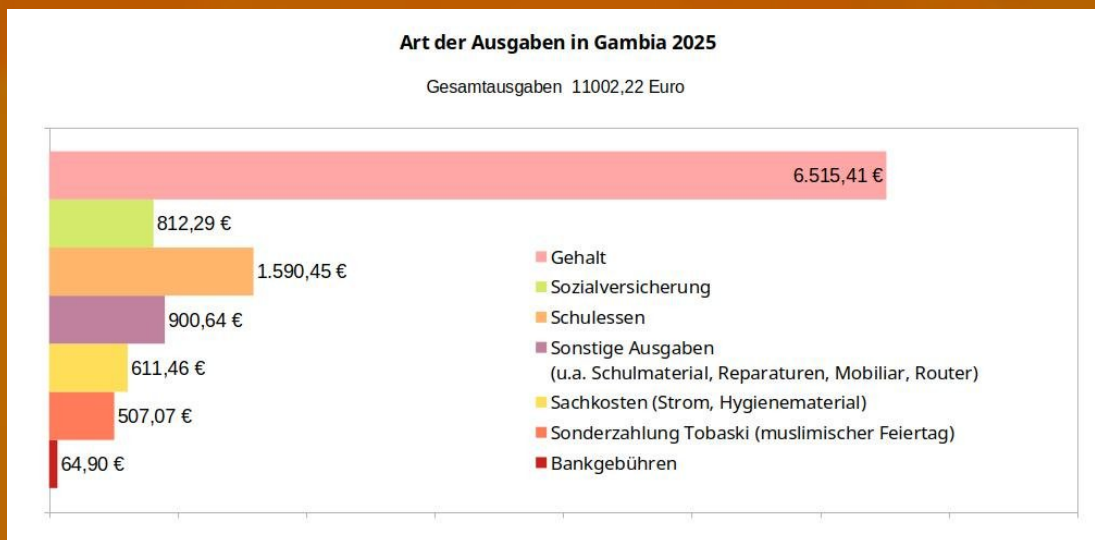 Art der Ausgaben in Gambia 2025
Gesamtausgaben 11002,22 Euro
6.515,41 €
812,29 €
1.590,45 €
900,64 €
611,46 €
507,07 €
64,90 €
Gehalt
Sozialversicherung
Schulessen
Sonstige Ausgaben
(u.a. Schulmaterial, Reparaturen, Mobiliar, Router)
Sachkosten (Strom, Hygienematerial)
Sonderzahlung Tobaski (muslimischer Feiertag)
Bankgebühren